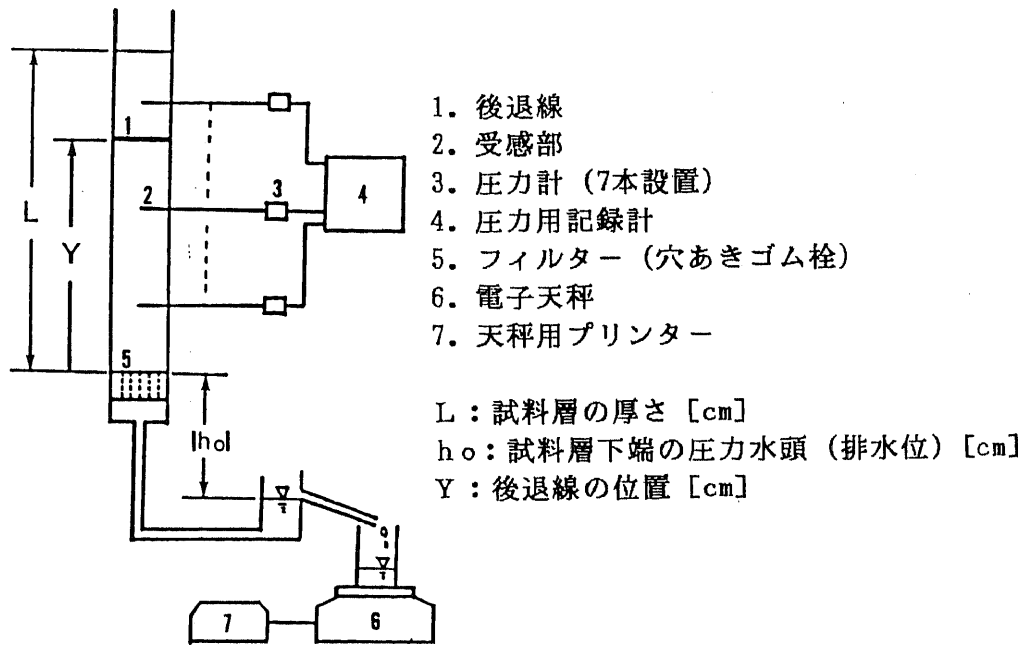 1. 後退線
2. 受感部
3. 圧力計 (7本設置)
4. 圧力用記録計
5. フィルター (穴あきゴム栓)
6. 電子天秤
7. 天秤用プリンター
L:試料層の厚さ [cm]
ho:試料層下端の圧力水頭 (排水位) [cm]
Y:後退線の位置 [cm]
1
2
3
4
L
Y
5
|ho|
7
6